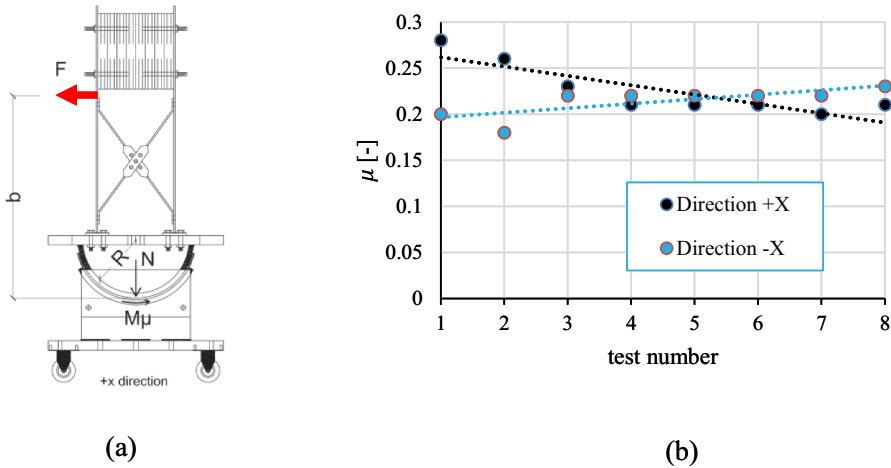 F
b
R
N
Mμ
+x direction
(a)
0.3
0.25
0.2
0.15
0.1
0.05
0
μ [-]
Direction +X
Direction -X
1 2 3 4 5 6 7 8
test number
(b)